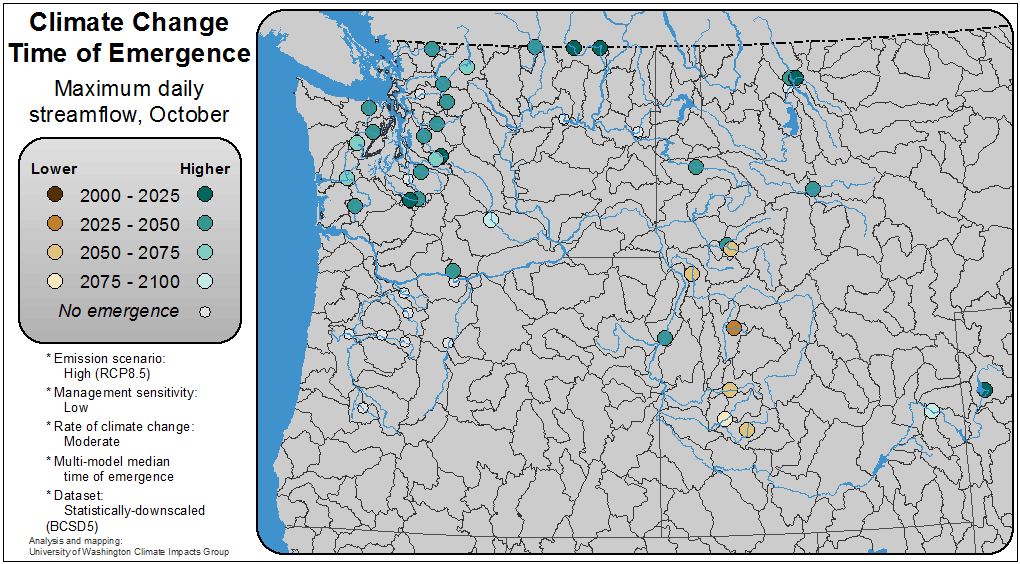 Climate Change
Time of Emergence
Maximum daily
streamflow, October
Lower Higher
2000 - 2025
2025 - 2050
2050 - 2075
2075 - 2100
No emergence
* Emission scenario:
High (RCP8.5)
* Management sensitivity:
Low
* Rate of climate change:
Moderate
* Multi-model median
time of emergence
* Dataset:
Statistically-downscaled
(BCSD5)
Analysis and mapping:
University of Washington Climate Impacts Group